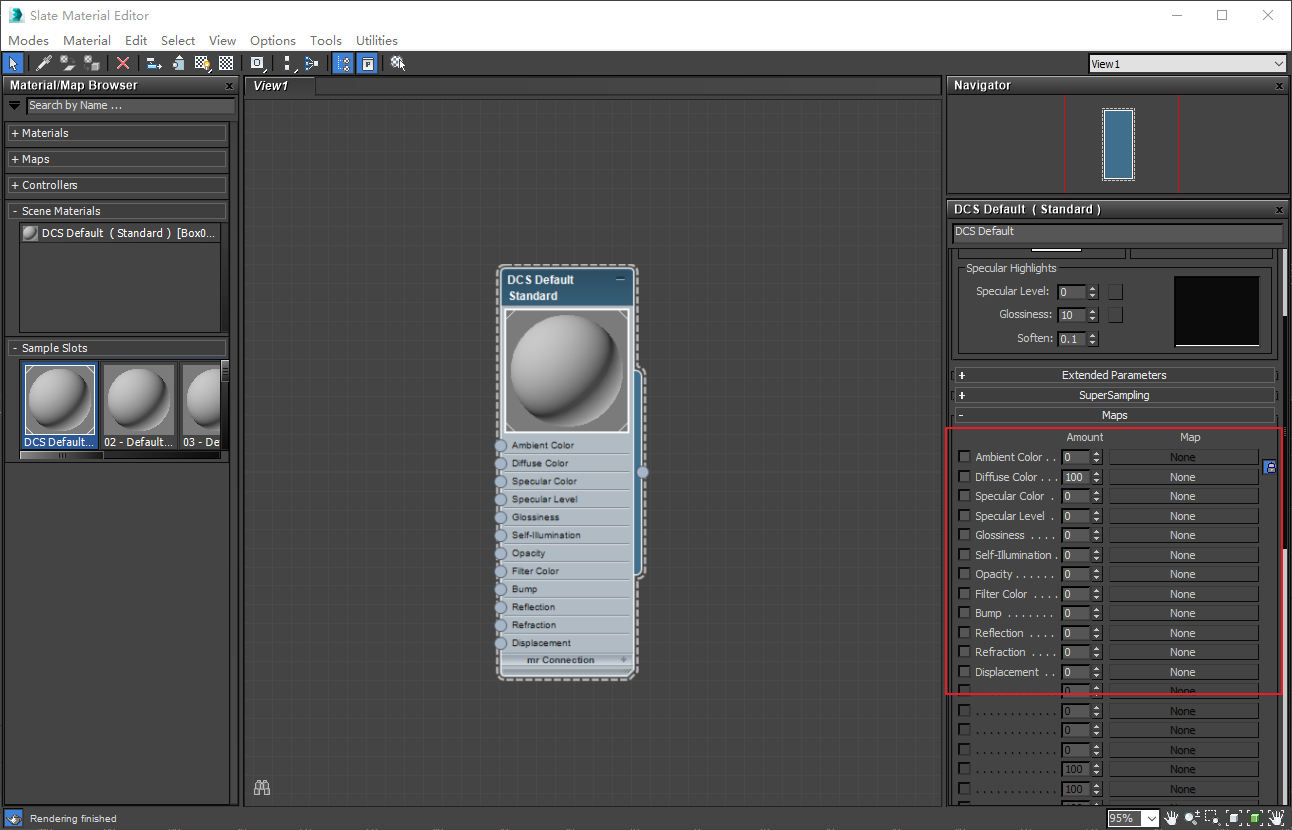 Slate Material Editor
Modes Material Edit Select View Options Tools Utilities
View1
Material/Map Browser x
Search by Name ...
+ Materials
+ Maps
+ Controllers
- Scene Materials
DCS Default ( Standard ) [Box0...
- Sample Slots
DCS Default... 02 - Default... 03 - De
View1
DCS Default
Standard
Ambient Color
Diffuse Color
Specular Color
Specular Level
Glossiness
Self-Illumination
Opacity
Filter Color
Bump
Reflection
Refraction
Displacement
mr Connection +
Navigator x
DCS Default ( Standard ) x
DCS Default
Specular Highlights
Specular Level: 0
Glossiness: 10
Soften: 0.1
+ Extended Parameters
+ SuperSampling
- Maps
Amount Map
Ambient Color . . 0 None
Diffuse Color . . . 100 None
Specular Color . 0 None
Specular Level . 0 None
Glossiness . . . . 0 None
Self-Illumination . 0 None
Opacity . . . . . . 0 None
Filter Color . . . . 0 None
Bump . . . . . . . 0 None
Reflection . . . . 0 None
Refraction . . . . 0 None
Displacement . . 0 None
0 None
. . . . . . . . . . . . 0 None
. . . . . . . . . . . . 0 None
. . . . . . . . . . . . 0 None
. . . . . . . . . . . . 100 None
. . . . . . . . . . . . 100 None
Rendering finished
95%